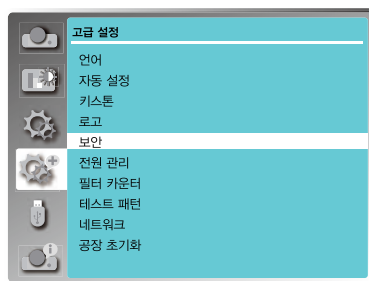 고급 설정
언어
자동 설정
키스톤
로고
보안
전원 관리
필터 카운터
테스트 패턴
네트워크
공장 초기화